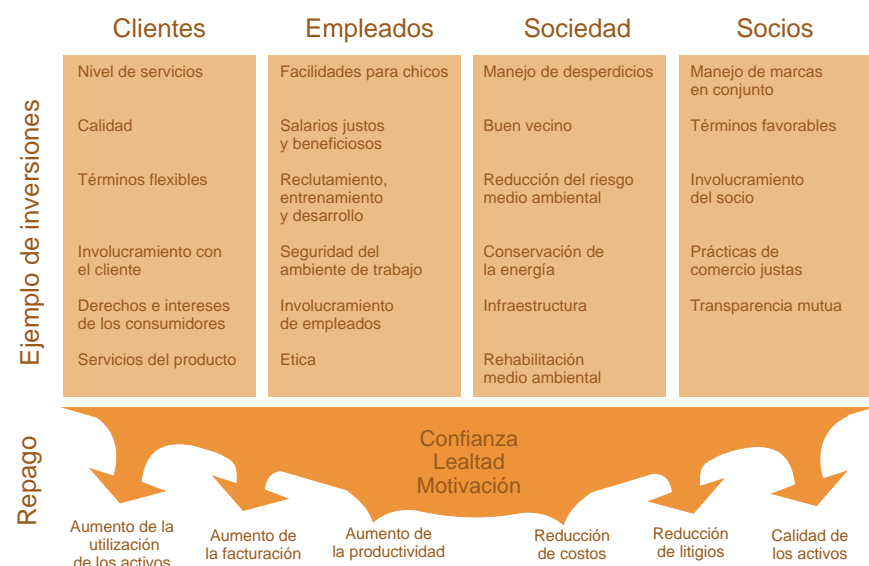 Clientes
Empleados
Sociedad
Socios
Ejemplo de inversiones
Nivel de servicios
Calidad
Términos flexibles
Involucramiento con
el cliente
Derechos e intereses
de los consumidores
Servicios del producto
Facilidades para chicos
Salarios justos
y beneficiosos
Reclutamiento,
entrenamiento
y desarrollo
Seguridad del
ambiente de trabajo
Involucramiento
de empleados
Etica
Manejo de desperdicios
Buen vecino
Reducción del riesgo
medio ambiental
Conservación de
la energía
Infraestructura
Rehabilitación
medio ambiental
Manejo de marcas
en conjunto
Términos favorables
Involucramiento
del socio
Prácticas de
comercio justas
Transparencia mutua
Repago
Confianza
Lealtad
Motivación
Aumento de la
utilización
de los activos
Aumento de
la facturación
Aumento de
la productividad
Reducción
de costos
Reducción
de litigios
Calidad de
los activos